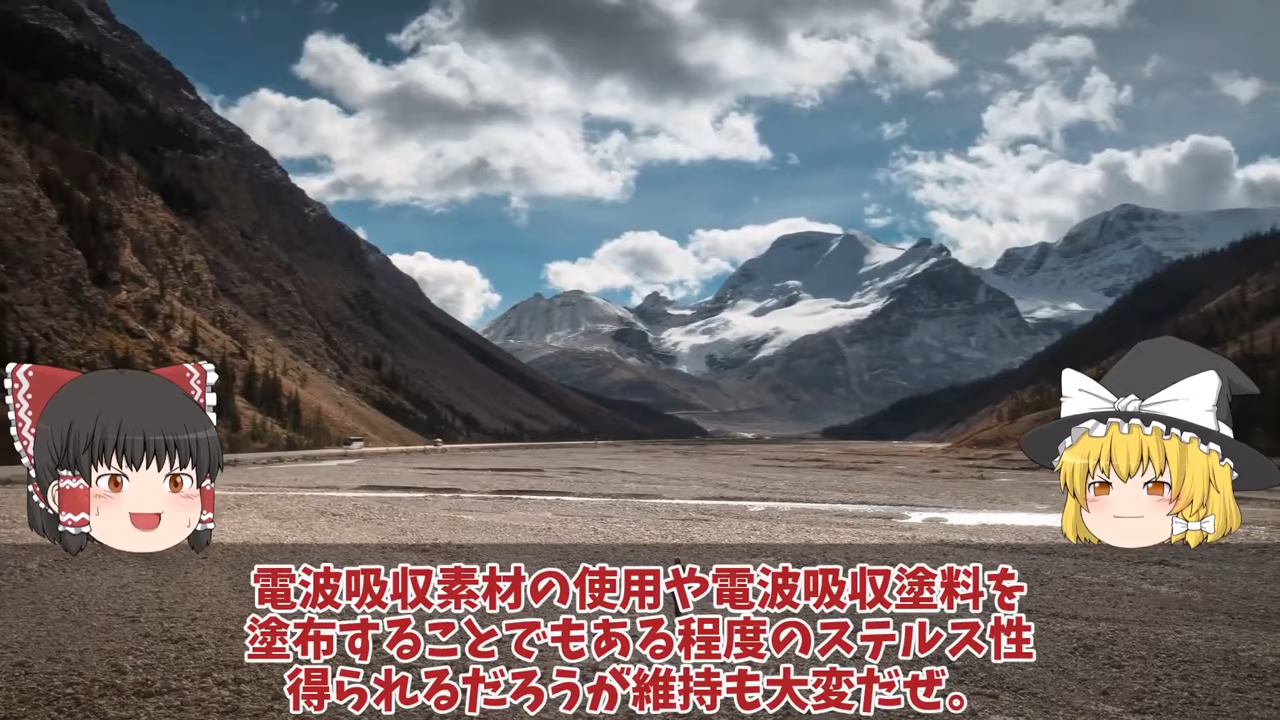 電波吸収素材の使用や電波吸収塗料を
塗布することでもある程度のステルス性
得られるだろうが維持も大変だぜ。